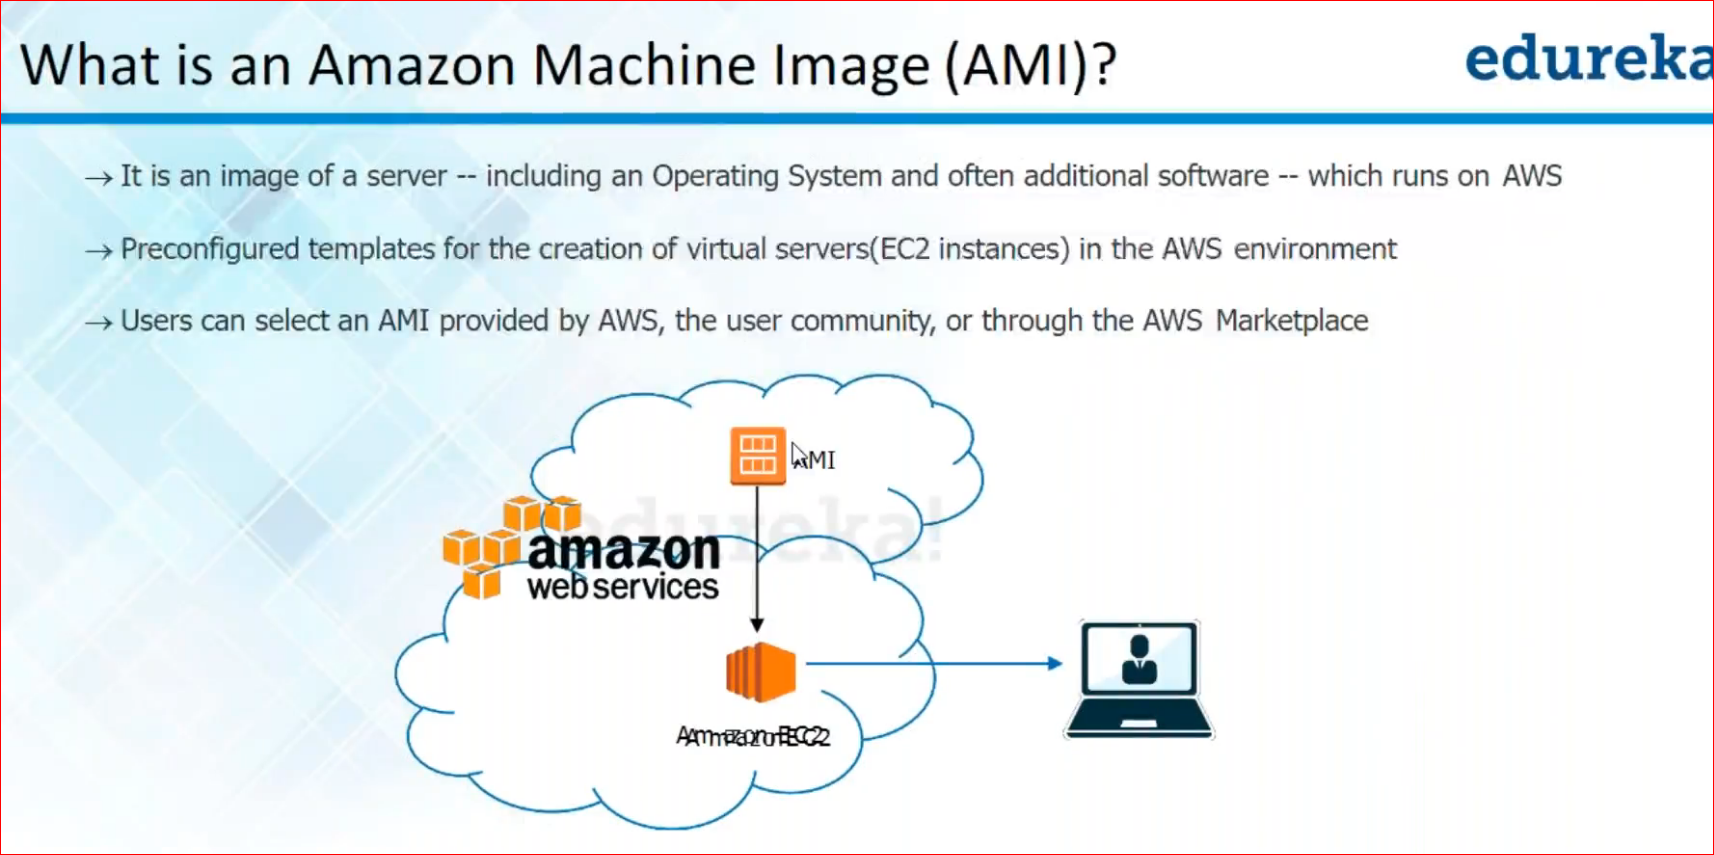 What is an Amazon Machine Image (AMI)?
edureka
→ It is an image of a server -- including an Operating System and often additional software -- which runs on AWS
→ Preconfigured templates for the creation of virtual servers(EC2 instances) in the AWS environment
→ Users can select an AMI provided by AWS, the user community, or through the AWS Marketplace
AMI
edureka!
amazon
web services
Amazon EC2